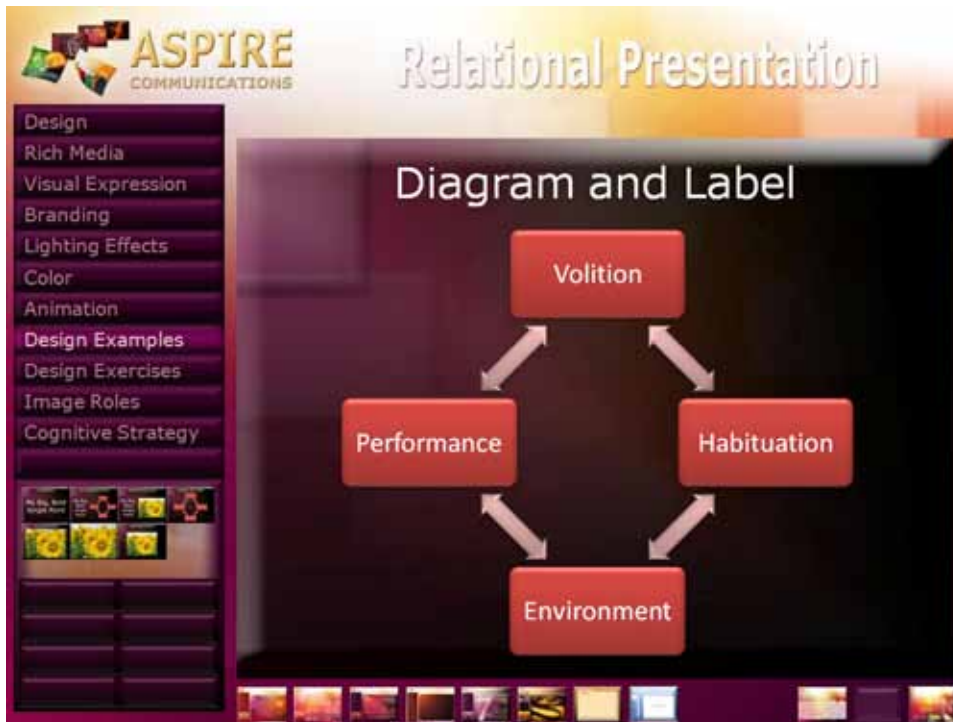 ASPIRE
COMMUNICATIONS
Relational Presentation
Design
Rich Media
Visual Expression
Branding
Lighting Effects
Color
Animation
Design Examples
Design Exercises
Image Roles
Cognitive Strategy
Diagram and Label
Volition
Performance
Habituation
Environment